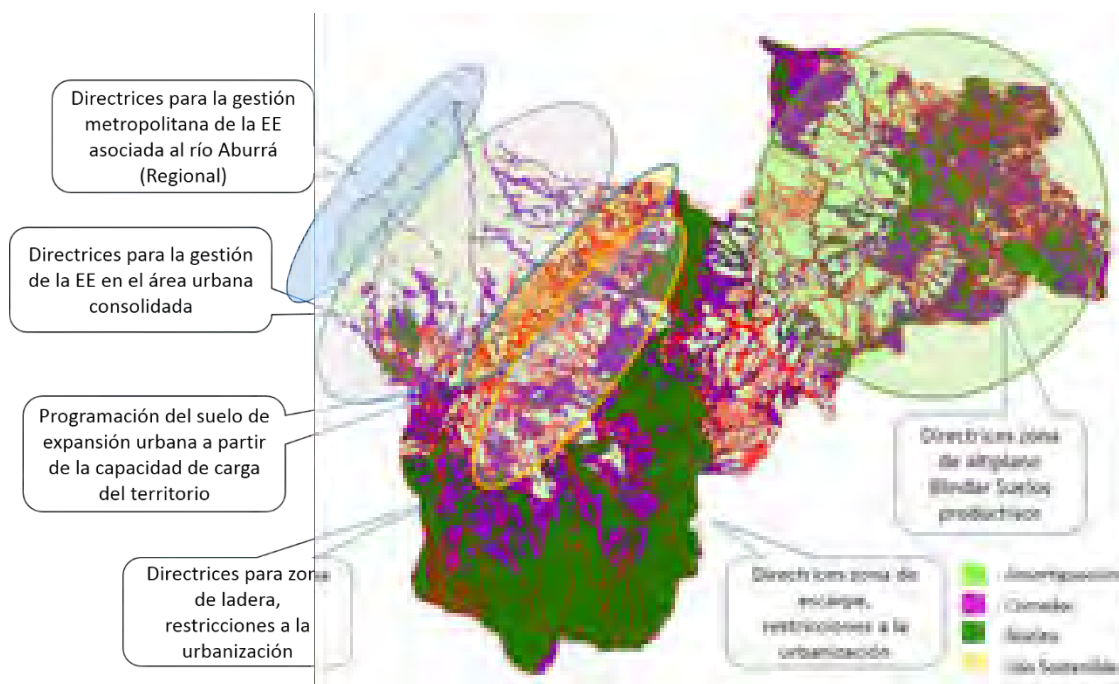 Directrices para la gestión
metropolitana de la EE
asociada al río Aburrá
(Regional)
Directrices para la gestión
de la EE en el área urbana
consolidada
Programación del suelo de
expansión urbana a partir
de la capacidad de carga
del territorio
Directrices para zona
de ladera,
restricciones a la
urbanización
Directrices zona de
escarpe,
restricciones a la
urbanización
Directrices zona
de altiplano
Blindar Suelos
productivos
Amortiguación
Corredor
Núcleo
Uso Sostenible